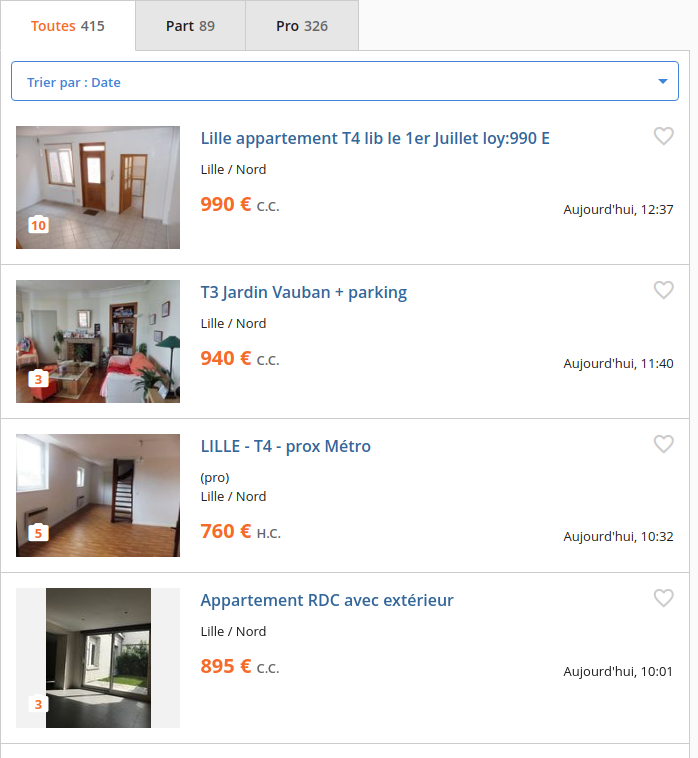 Toutes 415 Part 89 Pro 326
Trier par : Date
Lille appartement T4 lib le 1er Juillet loy:990 E
Lille / Nord
990 € C.C.
Aujourd'hui, 12:37
10
T3 Jardin Vauban + parking
Lille / Nord
940 € C.C.
Aujourd'hui, 11:40
3
LILLE - T4 - prox Métro
(pro)
Lille / Nord
760 € H.C.
Aujourd'hui, 10:32
5
Appartement RDC avec extérieur
Lille / Nord
895 € C.C.
Aujourd'hui, 10:01
3